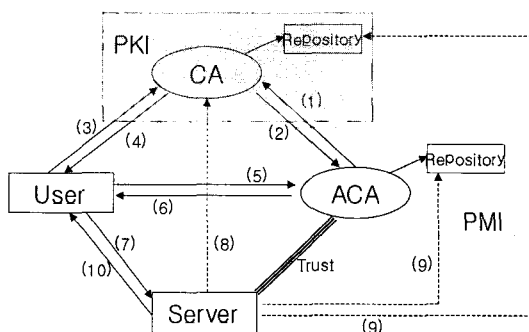 PKI
Repository
CA
(1)
(3)
(2)
(4)
Repository
User
(5)
ACA
(6)
PMI
(7)
(8)
Trust
(9)
(10)
Server
(9)